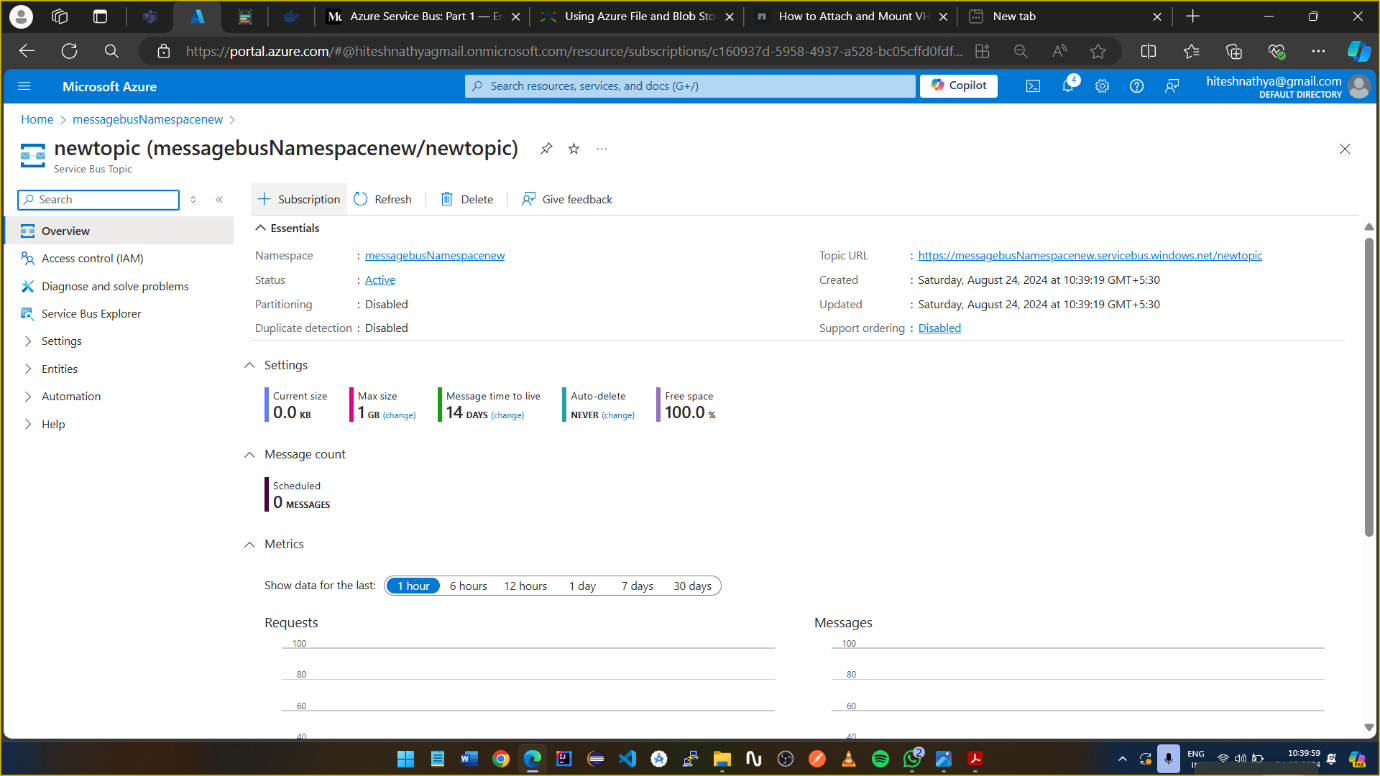 Azure Service Bus: Part 1 — Er
Using Azure File and Blob Sto
How to Attach and Mount VH
New tab
https://portal.azure.com/#@hiteshnathyagmail.onmicrosoft.com/resource/subscriptions/c160937d-5958-4937-a528-bc05cffd0fdf...
Microsoft Azure
Search resources, services, and docs (G+/)
Copilot
4
hiteshnathya@gmail.com
DEFAULT DIRECTORY
Home > messagebusNamespacenew >
newtopic (messagebusNamespacenew/newtopic)
Service Bus Topic
Search
Subscription
Refresh
Delete
Give feedback
Overview
Access control (IAM)
Diagnose and solve problems
Service Bus Explorer
Settings
Entities
Automation
Help
Essentials
Namespace : messagebusNamespacenew
Status : Active
Partitioning : Disabled
Duplicate detection : Disabled
Topic URL : https://messagebusNamespacenew.servicebus.windows.net/newtopic
Created : Saturday, August 24, 2024 at 10:39:19 GMT+5:30
Updated : Saturday, August 24, 2024 at 10:39:19 GMT+5:30
Support ordering : Disabled
Settings
Current size
0.0 KB
Max size
1 GB (change)
Message time to live
14 DAYS (change)
Auto-delete
NEVER (change)
Free space
100.0 %
Message count
Scheduled
0 MESSAGES
Metrics
Show data for the last: 1 hour 6 hours 12 hours 1 day 7 days 30 days
Requests
100
80
60
40
Messages
100
80
60
40
2
ENG
10:39:59